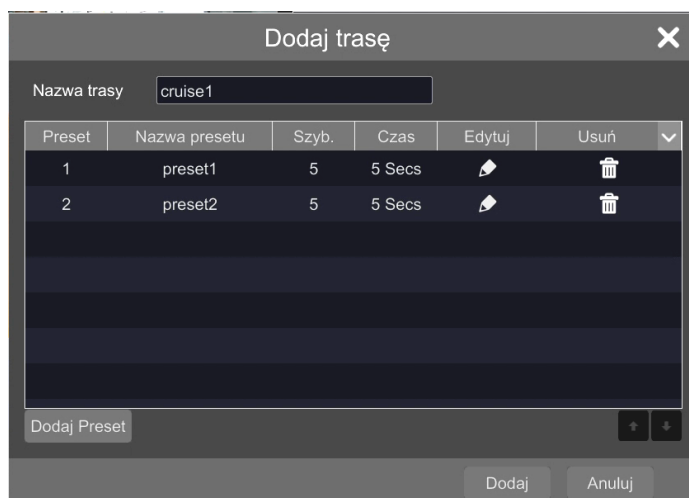 Dodaj trasę
Nazwa trasy cruise1
Preset Nazwa presetu Szyb. Czas Edytuj Usuń
1 preset1 5 5 Secs
2 preset2 5 5 Secs
Dodaj Preset
Dodaj Anuluj